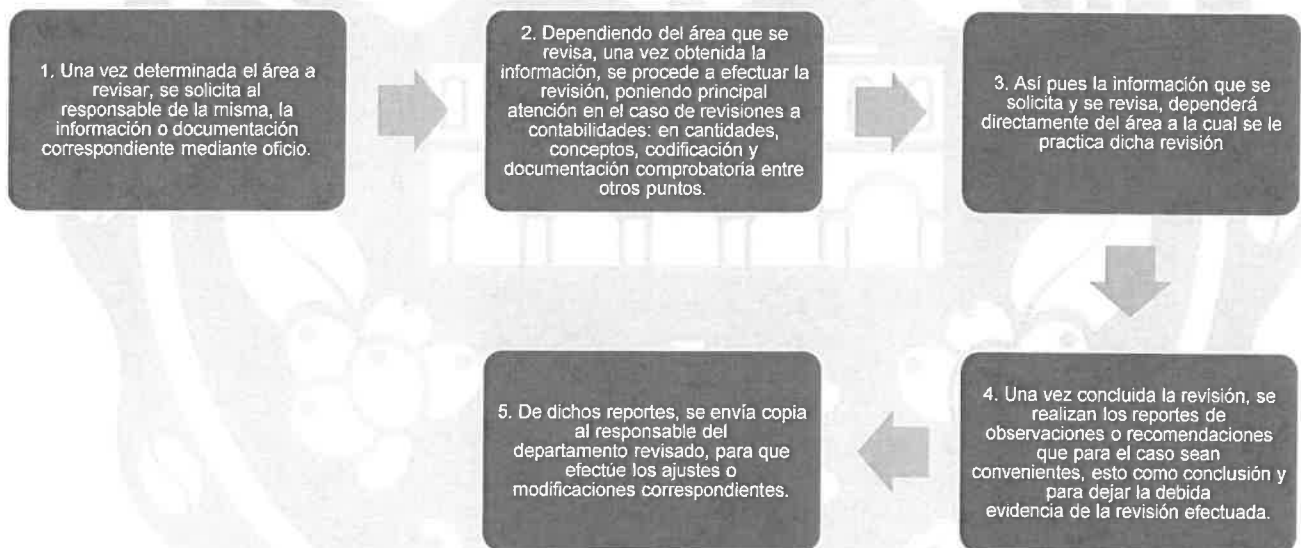 1. Una vez determinada el área a
revisar, se solicita al
responsable de la misma, la
información o documentación
correspondiente mediante oficio.
2. Dependiendo del área que se
revisa, una vez obtenida la
información, se procede a efectuar la
revisión, poniendo principal
atención en el caso de revisiones a
contabilidades: en cantidades,
conceptos, codificación y
documentación comprobatoria entre
otros puntos.
3. Así pues la información que se
solicita y se revisa, dependerá
directamente del área a la cual se le
practica dicha revisión
4. Una vez concluida la revisión, se
realizan los reportes de
observaciones o recomendaciones
que para el caso sean
convenientes, esto como conclusión y
para dejar la debida
evidencia de la revisión efectuada.
5. De dichos reportes, se envía copia
al responsable del
departamento revisado, para que
efectúe los ajustes o
modificaciones correspondientes.